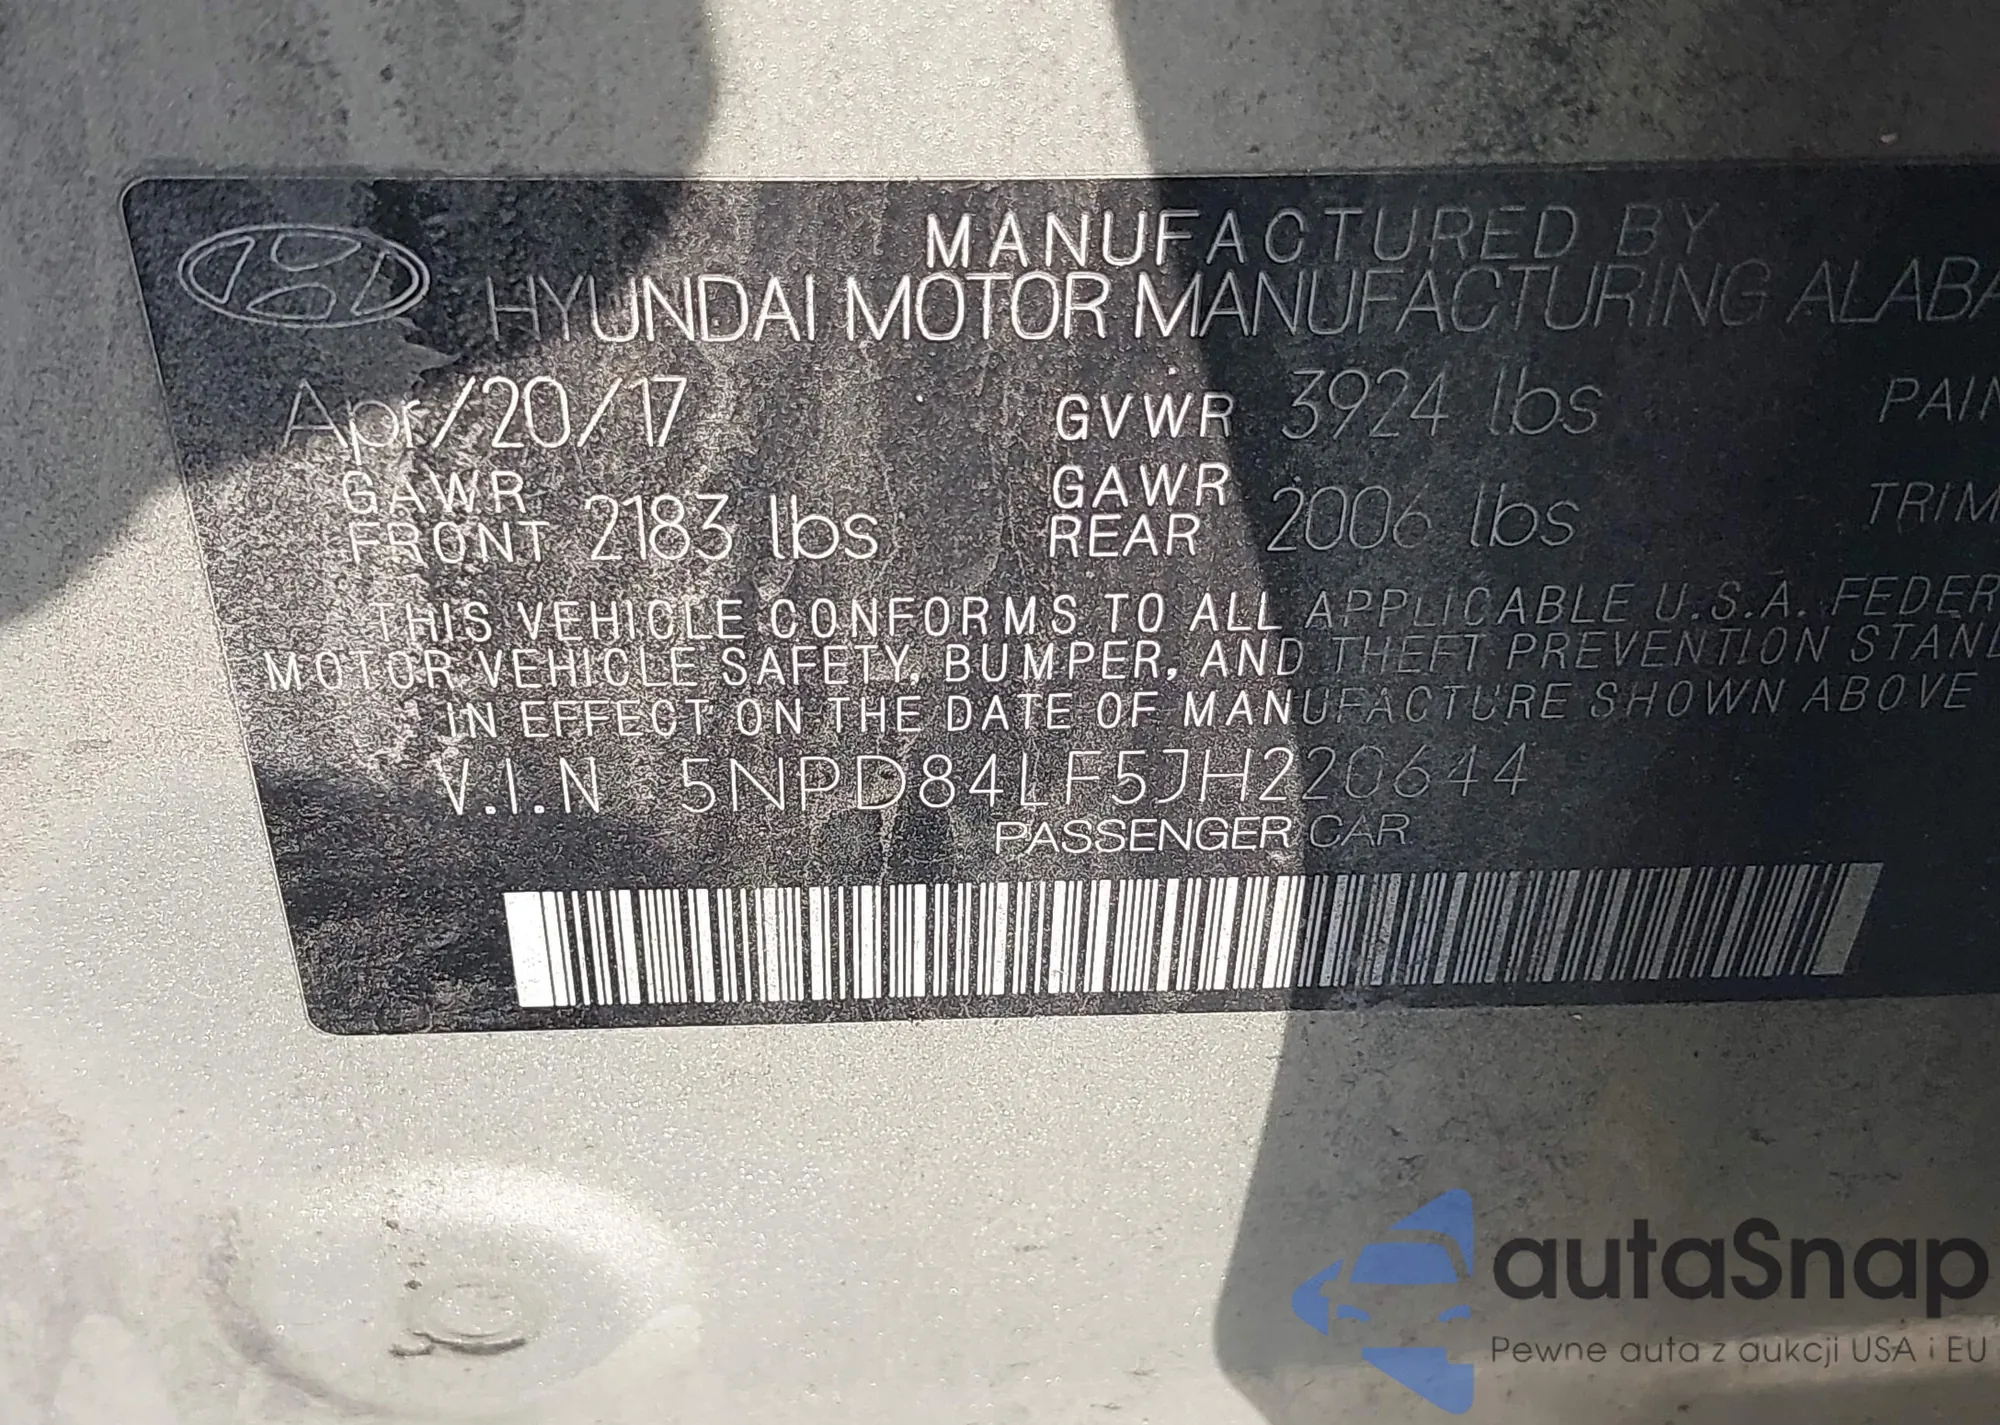 MANUFACTURED BY
HYUNDAI MOTOR MANUFACTURING ALABA
Apr/20/17 GVWR 3924 lbs PAIN
GAWR FRONT 2183 lbs GAWR REAR 2006 lbs TRIM
THIS VEHICLE CONFORMS TO ALL APPLICABLE U.S.A. FEDER
MOTOR VEHICLE SAFETY, BUMPER, AND THEFT PREVENTION STAND
IN EFFECT ON THE DATE OF MANUFACTURE SHOWN ABOVE
V.I.N 5NPD84LF5JH220644
PASSENGER CAR
autaSnap
Pewne auta z aukcji USA i EU